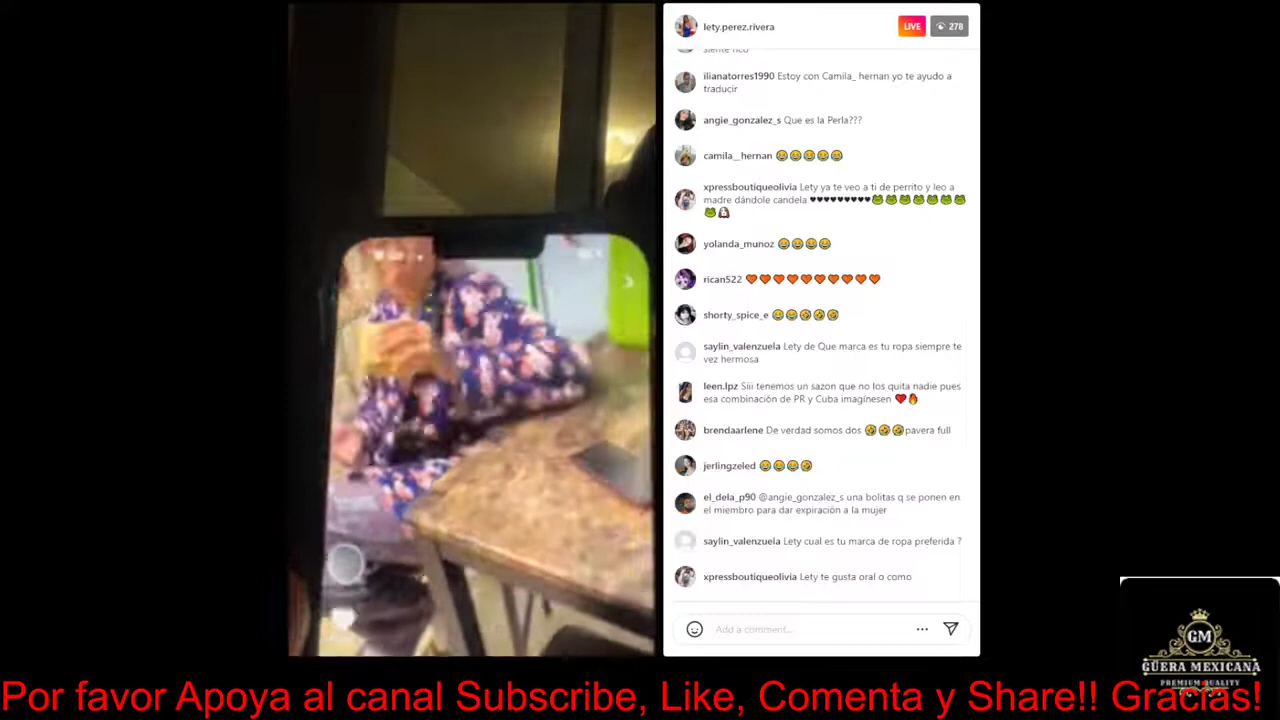 lety.perez.rivera
LIVE
278
siente rico
ilianatorres1990 Estoy con Camila_ hernan yo te ayudo a
traducir
angie_gonzalez_s Que es la Perla???
camila__hernan 😂😂😂😂😂
xpressboutiqueolivia Lety ya te veo a ti de perrito y leo a
madre dándole candela ♥♥♥♥♥♥♥♥♥🐸🐸🐸🐸🐸🐸🐸
🐸🐶
yolanda_munoz 😂😂😂😂
rican522 ❤❤❤❤❤❤❤❤❤❤
shorty_spice_e 😂😂🤣🤣🤣
saylin_valenzuela Lety de Que marca es tu ropa siempre te
vez hermosa
leen.lpz Siii tenemos un sazon que no los quita nadie pues
esa combinación de PR y Cuba imagínesen ❤🔥
brendaarlene De verdad somos dos 🤣🤣🤣pavera full
jerlingzeled 😂😂😂🤣
el_dela_p90 @angie_gonzalez_s una bolitas q se ponen en
el miembro para dar expiración a la mujer
saylin_valenzuela Lety cual es tu marca de ropa preferida ?
xpressboutiqueolivia Lety te gusta oral o como
Add a comment...
GM
GÜERA MEXICANA
PREMIUM QUALITY
Por favor Apoya al canal Subscribe, Like, Comenta y Share!! Gracias!